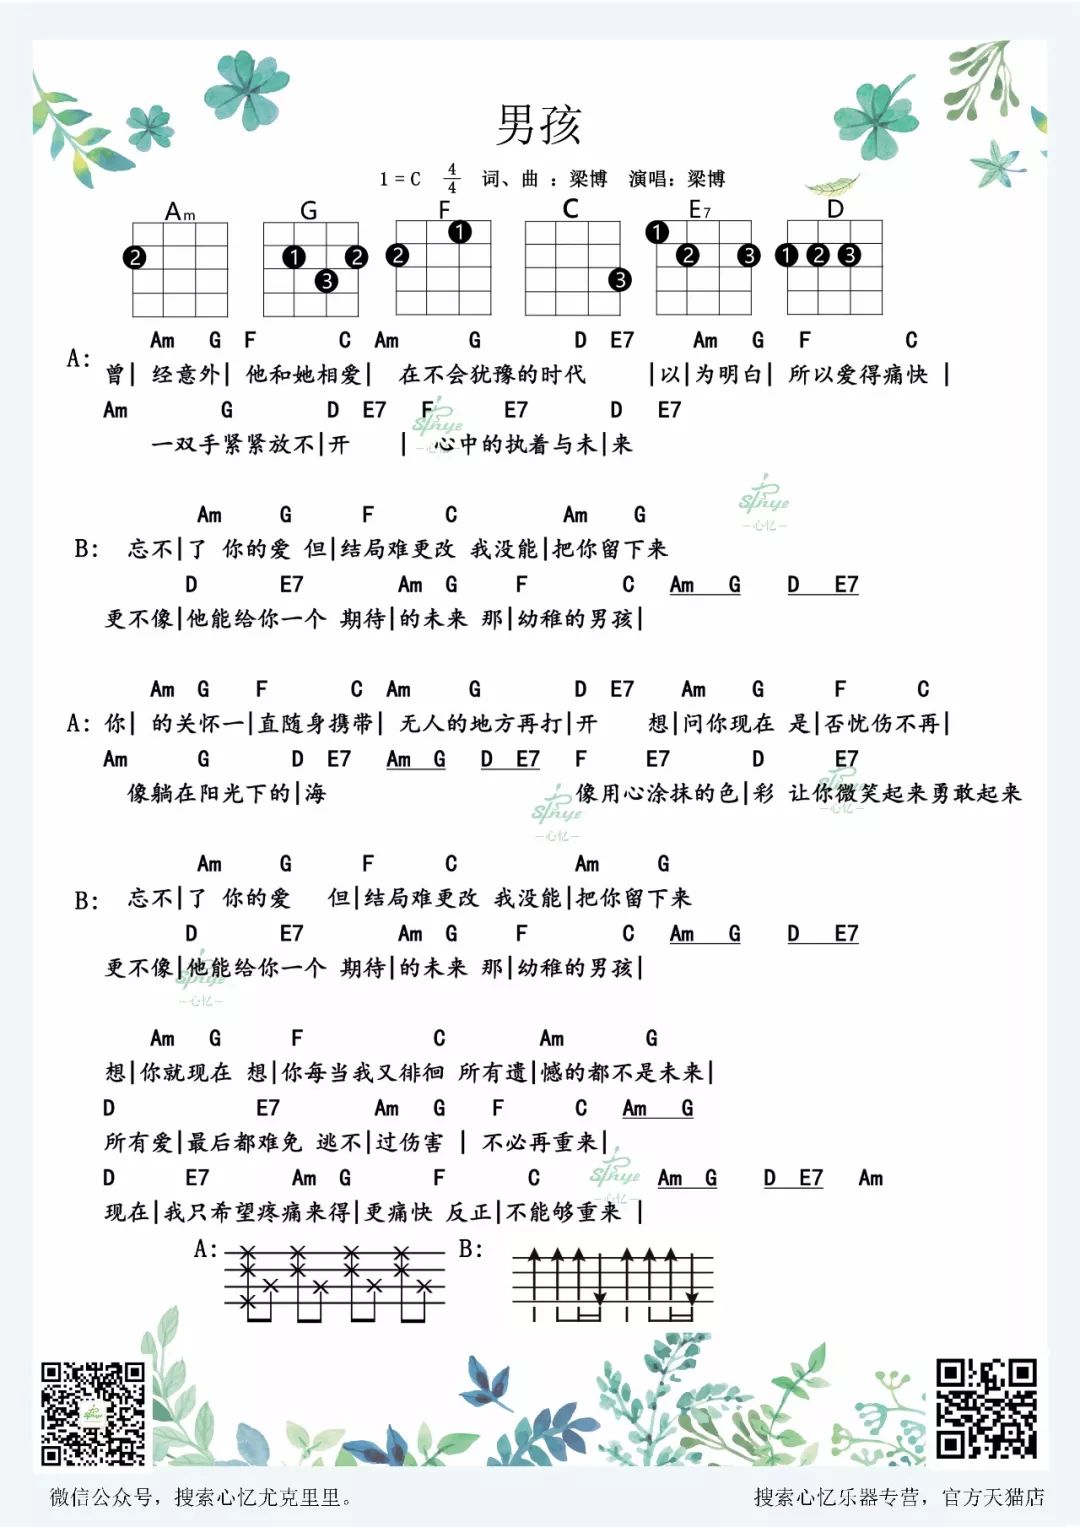 男孩
1 = C 4/4 词、曲 ：梁博 演唱：梁博
Am G F C E7 D
2 1 2 3 1 2 3 1 2 3 1 2 3
Am G F C Am G D E7 Am G F C
A: 曾| 经意外| 他和她相爱| 在不会犹豫的时代 |以|为明白| 所以爱得痛快 |
Am G D E7 F E7 D E7
一双手紧紧放不|开 | 心中的执着与未|来
Am G F C Am G
B: 忘不|了 你的爱 但|结局难更改 我没能|把你留下来
D E7 Am G F C Am G D E7
更不像|他能给你一个 期待|的未来 那|幼稚的男孩|
Am G F C Am G D E7 Am G F C
A: 你| 的关怀一|直随身携带| 无人的地方再打|开 想|问你现在 是|否忧伤不再|
Am G D E7 Am G D E7 F E7 D E7
像躺在阳光下的|海 像用心涂抹的色|彩 让你微笑起来勇敢起来
Am G F C Am G
B: 忘不|了 你的爱 但|结局难更改 我没能|把你留下来
D E7 Am G F C Am G D E7
更不像|他能给你一个 期待|的未来 那|幼稚的男孩|
Am G F C Am G
想|你就现在 想|你每当我又徘徊 所有遗|憾的都不是未来|
D E7 Am G F C Am G
所有爱|最后都难免 逃不|过伤害 | 不必再重来|
D E7 Am G F C Am G D E7 Am
现在|我只希望疼痛来得|更痛快 反正|不能够重来 |
A: B:
微信公众号，搜索心忆尤克里里。
搜索心忆乐器专营，官方天猫店